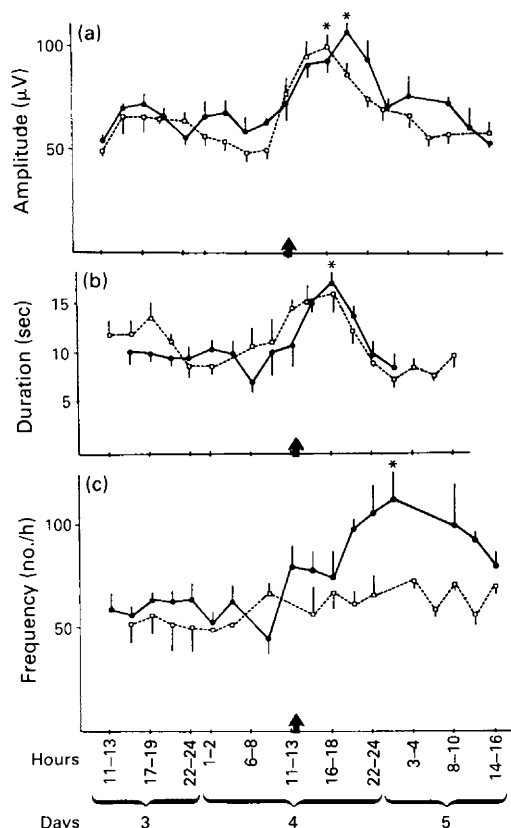 (a)
* *
100
50
Amplitude (μV)
(b)
*
15
10
5
Duration (sec)
(c)
*
100
50
Frequency (no./h)
Hours 11–13 17–19 22–24 1–2 6–8 11–13 16–18 22–24 3–4 8–10 14–16
Days 3 4 5